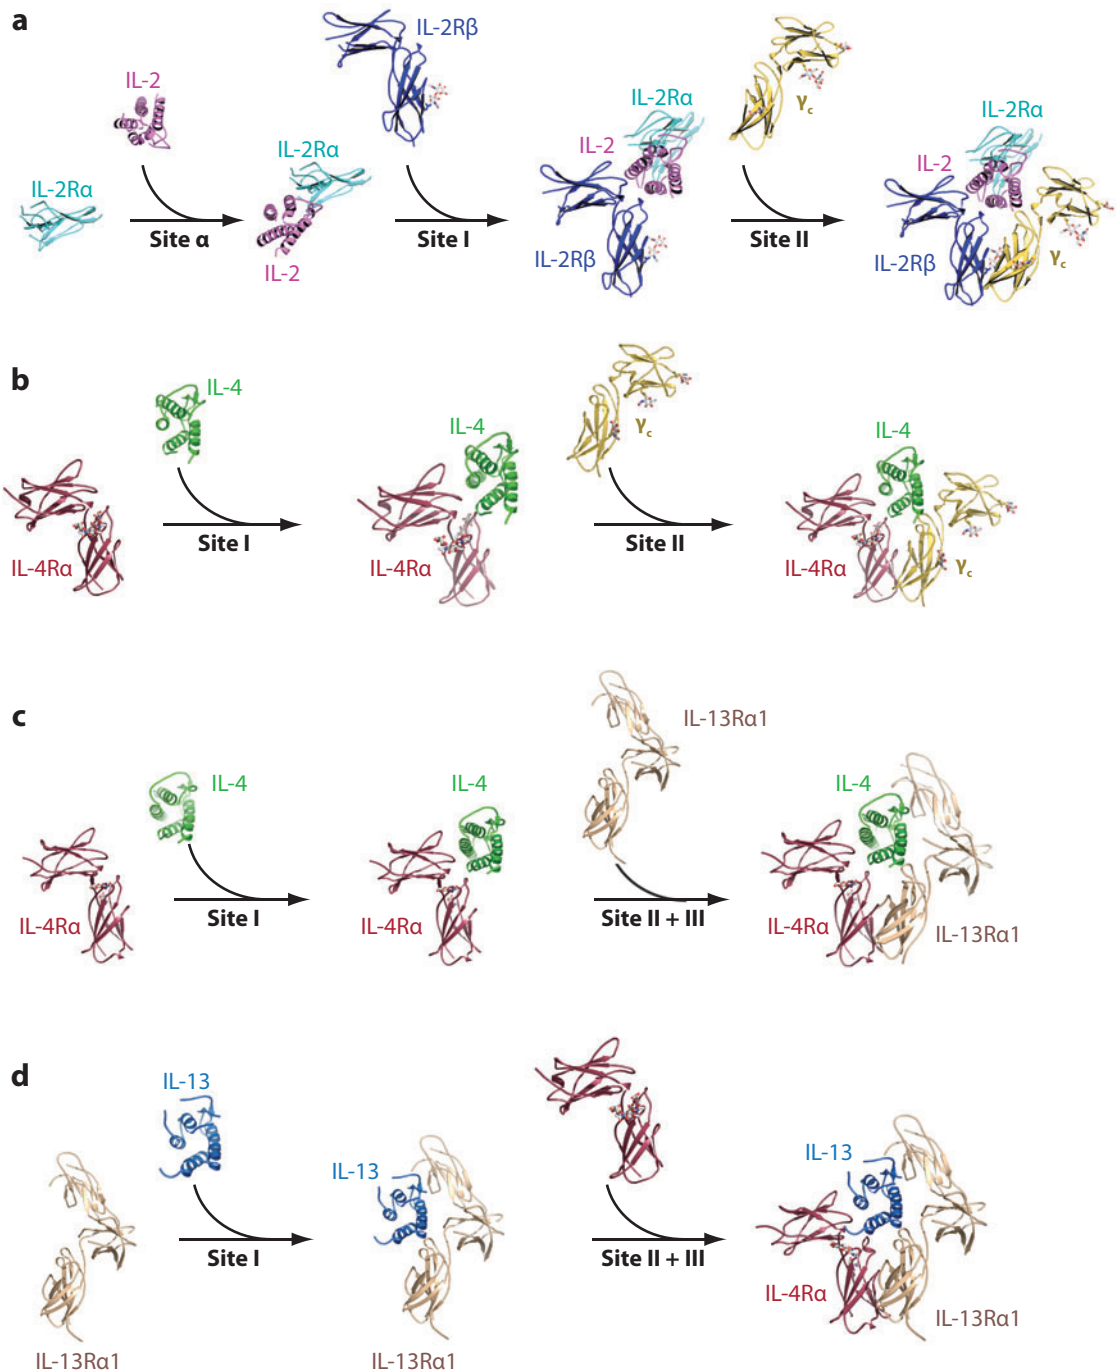 a
IL-2Rα
IL-2
Site α
IL-2Rα
IL-2
IL-2Rβ
Site I
IL-2Rα
IL-2
IL-2Rβ
γc
Site II
IL-2Rα
IL-2
IL-2Rβ
γc
b
IL-4Rα
IL-4
Site I
IL-4
IL-4Rα
γc
Site II
IL-4
IL-4Rα
γc
c
IL-4Rα
IL-4
Site I
IL-4
IL-4Rα
IL-13Rα1
Site II + III
IL-4
IL-4Rα
IL-13Rα1
d
IL-13Rα1
IL-13
Site I
IL-13
IL-13Rα1
Site II + III
IL-13
IL-4Rα
IL-13Rα1